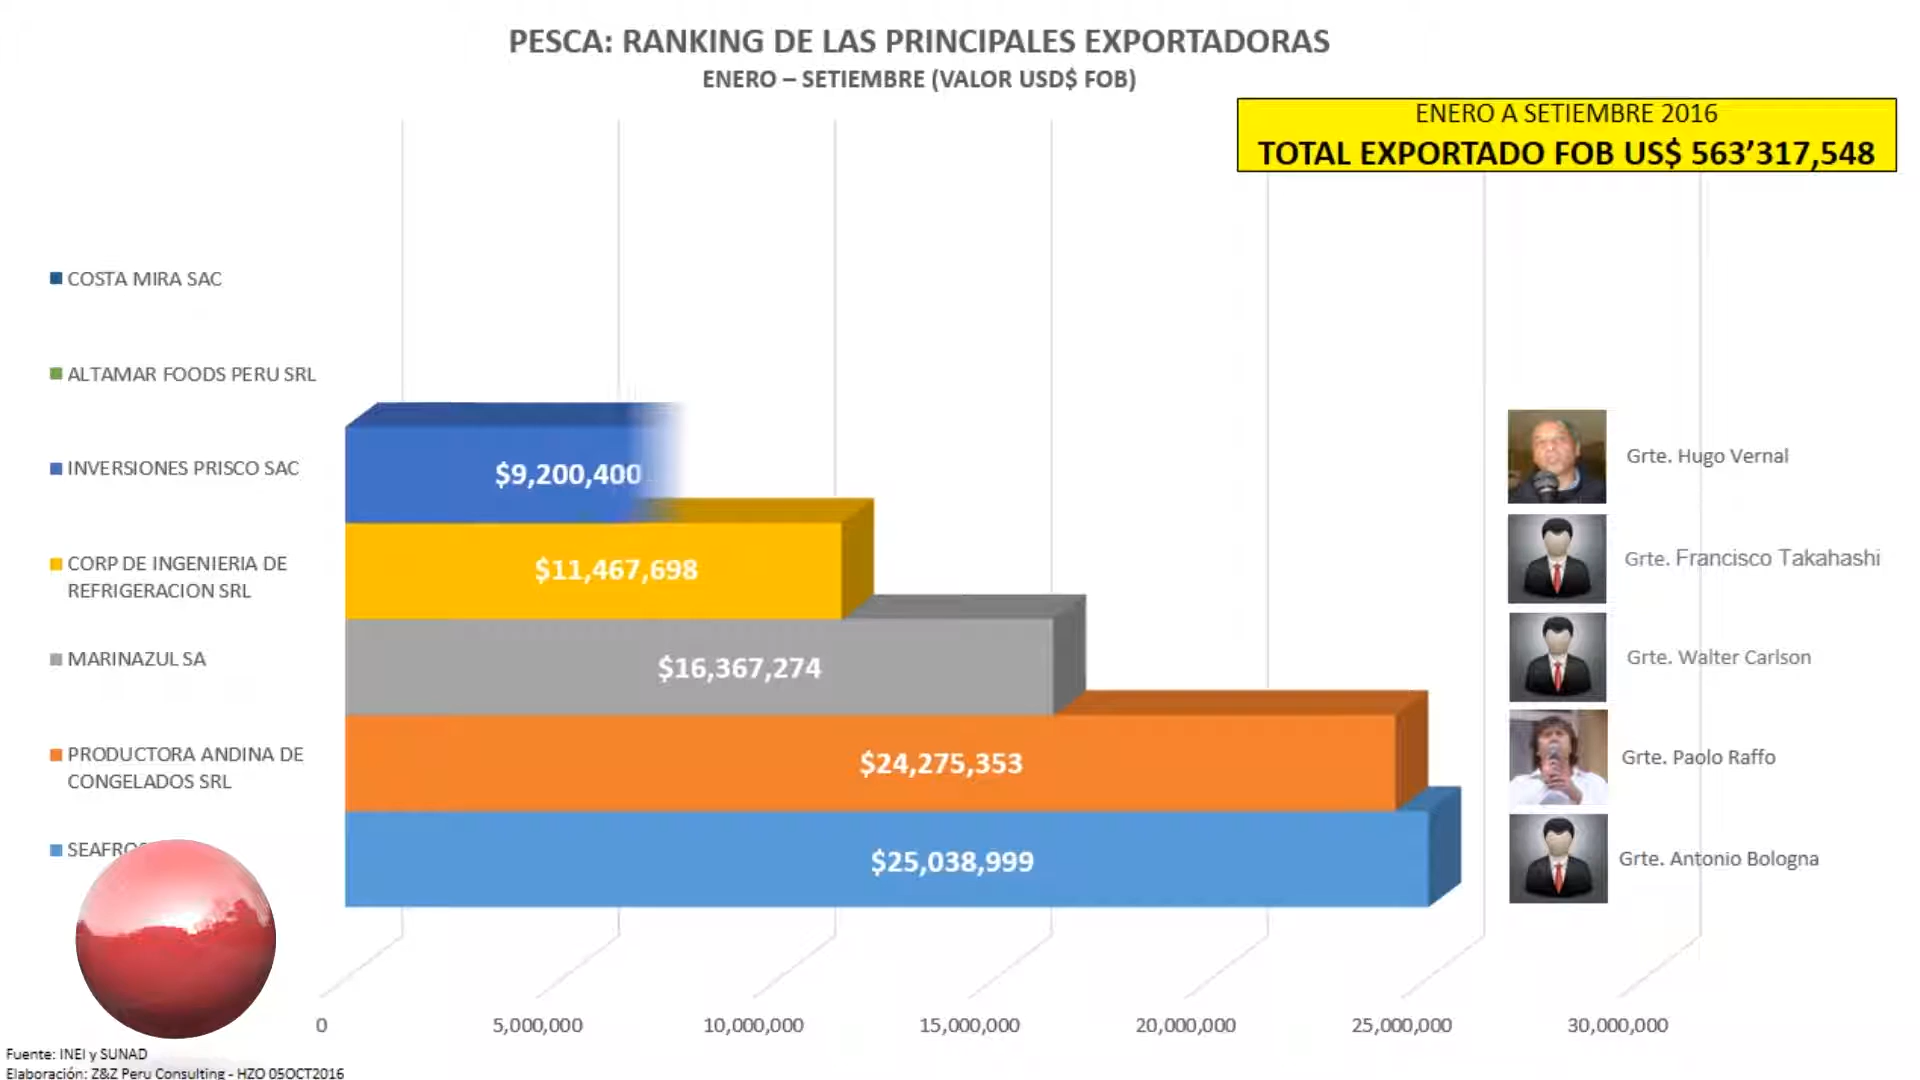 PESCA: RANKING DE LAS PRINCIPALES EXPORTADORAS
ENERO – SETIEMBRE (VALOR USD$ FOB)
ENERO A SETIEMBRE 2016
TOTAL EXPORTADO FOB US$ 563’317,548
COSTA MIRA SAC
ALTAMAR FOODS PERU SRL
INVERSIONES PRISCO SAC
$9,200,400
Grte. Hugo Vernal
CORP DE INGENIERIA DE
REFRIGERACION SRL
$11,467,698
Grte. Francisco Takahashi
MARINAZUL SA
$16,367,274
Grte. Walter Carlson
PRODUCTORA ANDINA DE
CONGELADOS SRL
$24,275,353
Grte. Paolo Raffo
$25,038,999
Grte. Antonio Bologna
0
5,000,000
10,000,000
15,000,000
20,000,000
25,000,000
30,000,000
Fuente: INEI y SUNAD
Elaboración: Z&Z Peru Consulting - HZO 05OCT2016